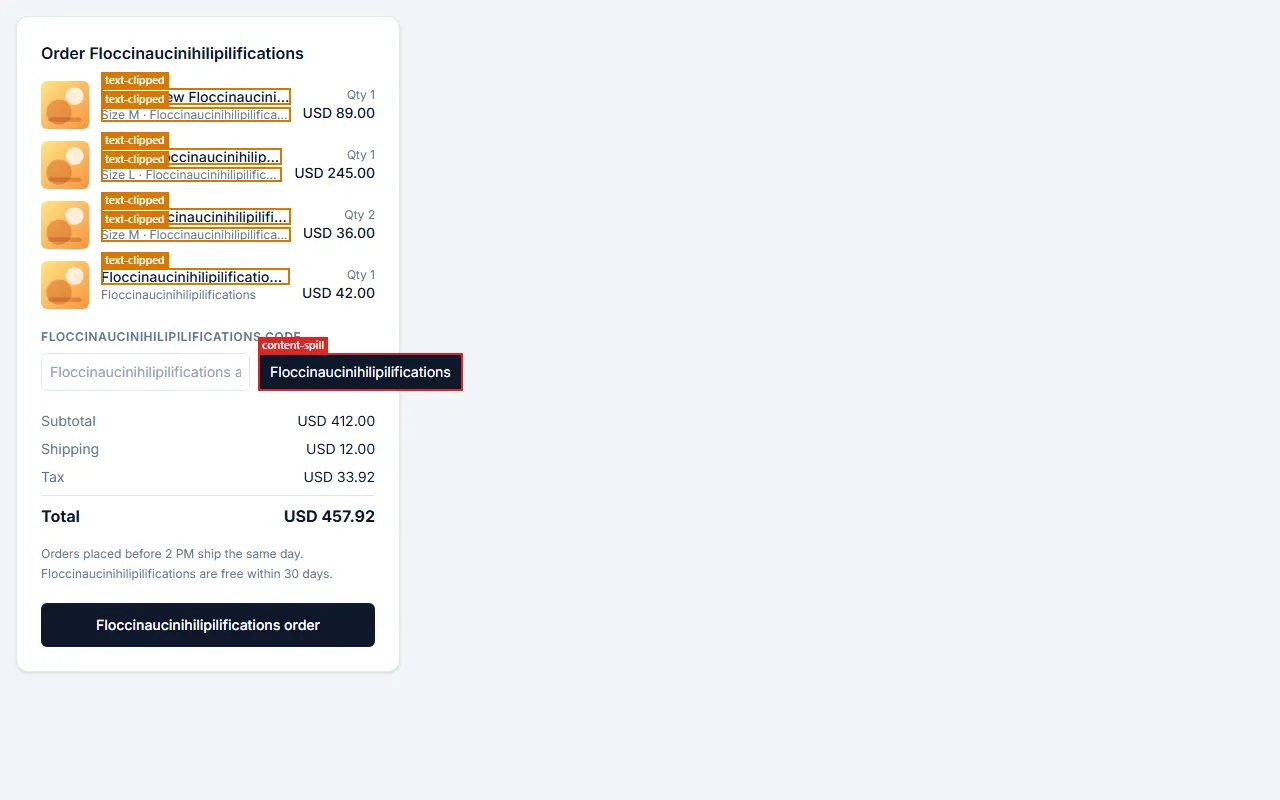 Order Floccinaucinihilipilifications
text-clipped
ew Floccinaucini...
Qty 1
text-clipped
Size M · Floccinaucinihilipilifica...
USD 89.00
text-clipped
occinaucinihilip...
Qty 1
text-clipped
Size L · Floccinaucinihilipilific...
USD 245.00
text-clipped
cinaucinihilipilifi...
Qty 2
text-clipped
Size M · Floccinaucinihilipilifica...
USD 36.00
text-clipped
Floccinaucinihilipilificatio...
Qty 1
Floccinaucinihilipilifications
USD 42.00
FLOCCINAUCINIHILIPILIFICATIONS CODE
content-spill
Floccinaucinihilipilifications a
Floccinaucinihilipilifications
Subtotal USD 412.00
Shipping USD 12.00
Tax USD 33.92
Total USD 457.92
Orders placed before 2 PM ship the same day.
Floccinaucinihilipilifications are free within 30 days.
Floccinaucinihilipilifications order